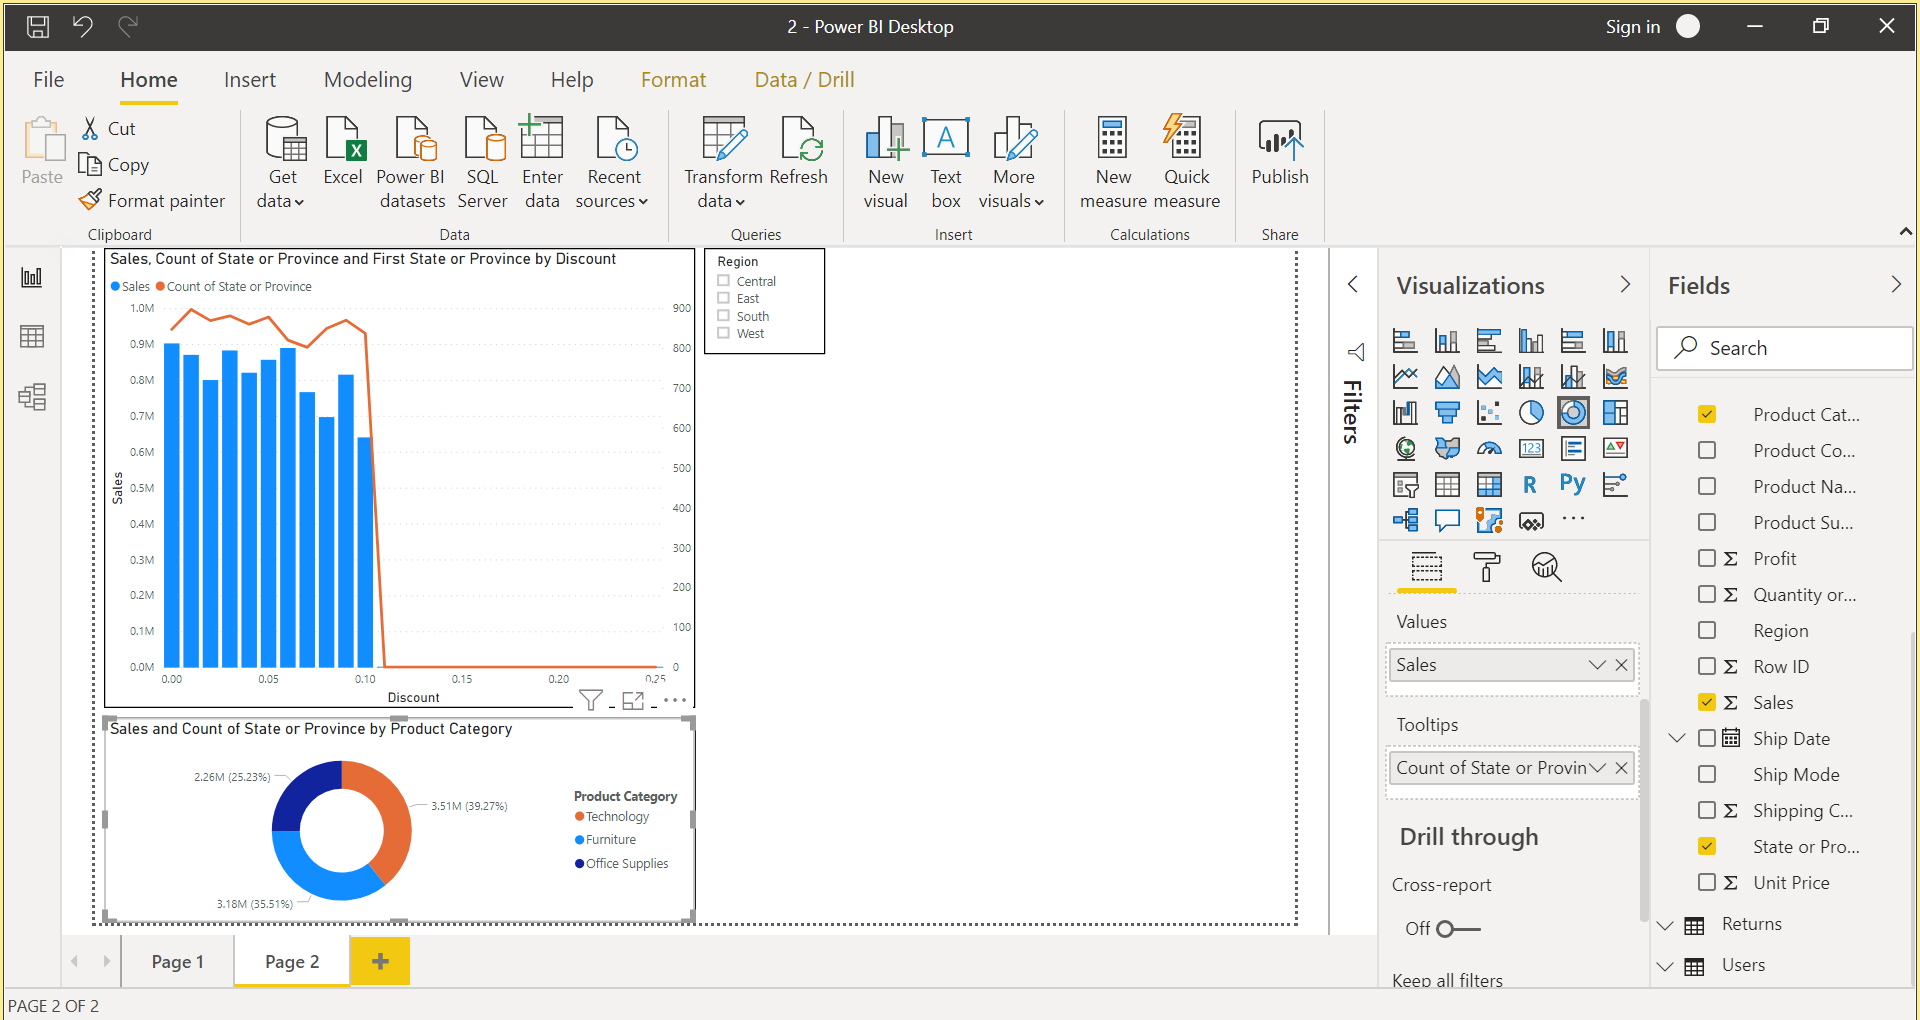 2 - Power BI Desktop
Sign in
File Home Insert Modeling View Help Format Data / Drill
Paste
Cut
Copy
Format painter
Clipboard
Get data
Excel
Power BI datasets
SQL Server
Enter data
Recent sources
Data
Transform data
Refresh
Queries
New visual
Text box
More visuals
Insert
New measure
Quick measure
Calculations
Publish
Share
Sales, Count of State or Province and First State or Province by Discount
Sales Count of State or Province
1.0M
0.9M
0.8M
0.7M
0.6M
0.5M
0.4M
0.3M
0.2M
0.1M
0.0M
Sales
900
800
700
600
500
400
300
200
100
0
0.00 0.05 0.10 0.15 0.20 0.25
Discount
Region
Central
East
South
West
Sales and Count of State or Province by Product Category
2.26M (25.23%)
3.51M (39.27%)
3.18M (35.51%)
Product Category
Technology
Furniture
Office Supplies
Filters
Visualizations
123
R
Py
Values
Sales
Tooltips
Count of State or Provin
Drill through
Cross-report
Off
Keep all filters
Fields
Search
Product Cat...
Product Co...
Product Na...
Product Su...
Σ Profit
Σ Quantity or...
Region
Σ Row ID
Σ Sales
Ship Date
Ship Mode
Σ Shipping C...
State or Pro...
Σ Unit Price
Returns
Users
Page 1
Page 2
+
PAGE 2 OF 2